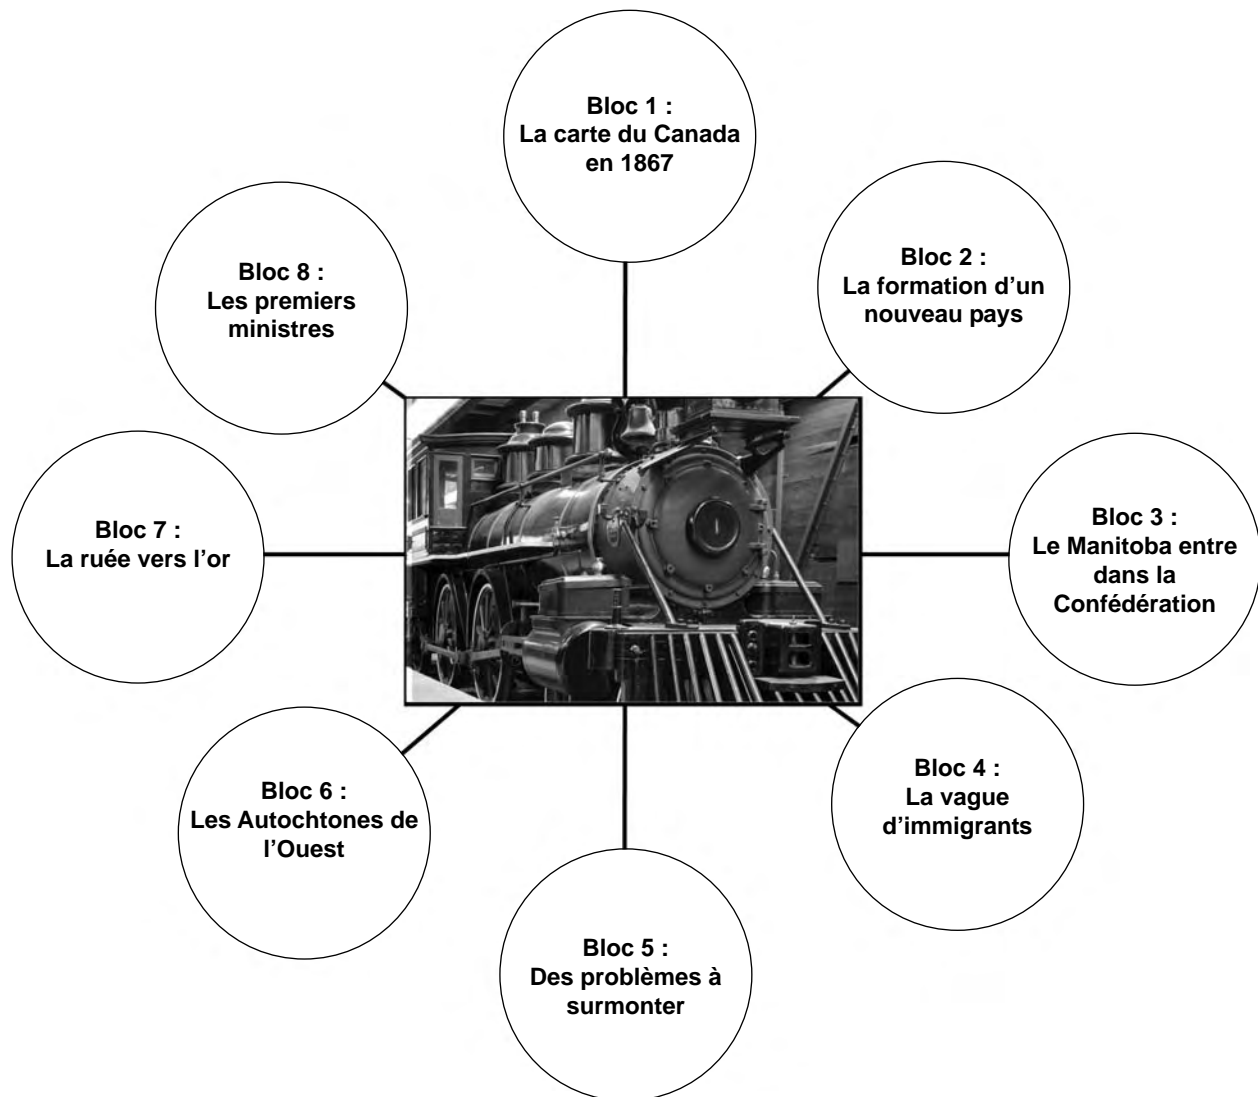 Bloc 1 :
La carte du Canada
en 1867
Bloc 2 :
La formation d’un
nouveau pays
Bloc 3 :
Le Manitoba entre
dans la
Confédération
Bloc 4 :
La vague
d’immigrants
Bloc 5 :
Des problèmes à
surmonter
Bloc 6 :
Les Autochtones de
l’Ouest
Bloc 7 :
La ruée vers l’or
Bloc 8 :
Les premiers
ministres